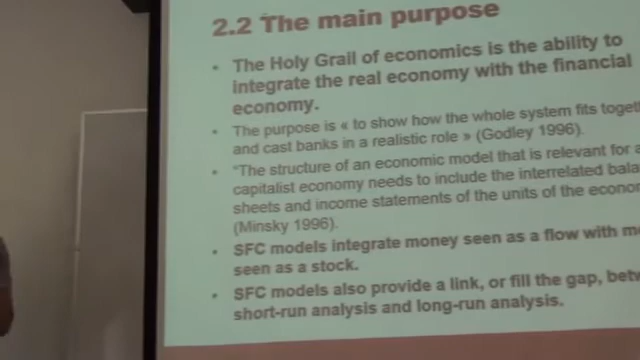 2.2 The main purpose
• The Holy Grail of economics is the ability to
integrate the real economy with the financial
economy.
• The purpose is « to show how the whole system fits
and cast banks in a realistic role » (Godley 1996).
• "The structure of an economic model that is relevant for a
capitalist economy needs to include the interrelated
sheets and income statements of the units of the
(Minsky 1996).
• SFC models integrate money seen as a flow with
seen as a stock.
• SFC models also provide a link, or fill the gap,
short-run analysis and long-run analysis.